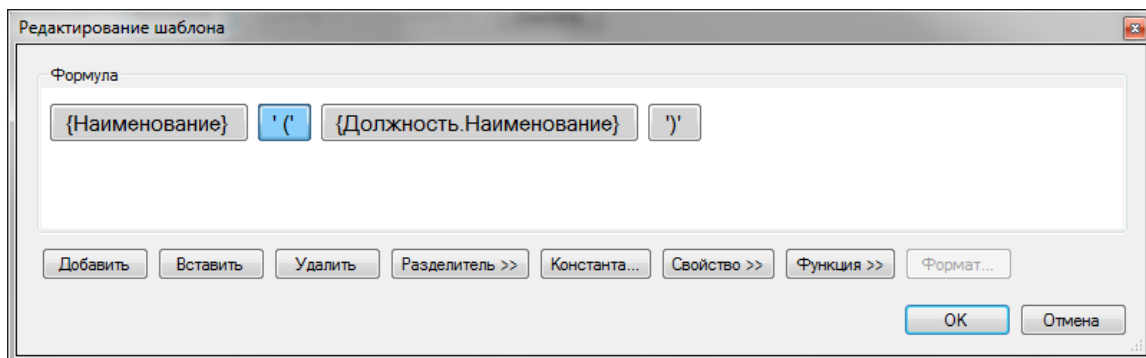 Редактирование шаблона
Формула
{Наименование} ' (' {Должность.Наименование} ')'
Добавить Вставить Удалить Разделитель >> Константа... Свойство >> Функция >> Формат...
OK Отмена